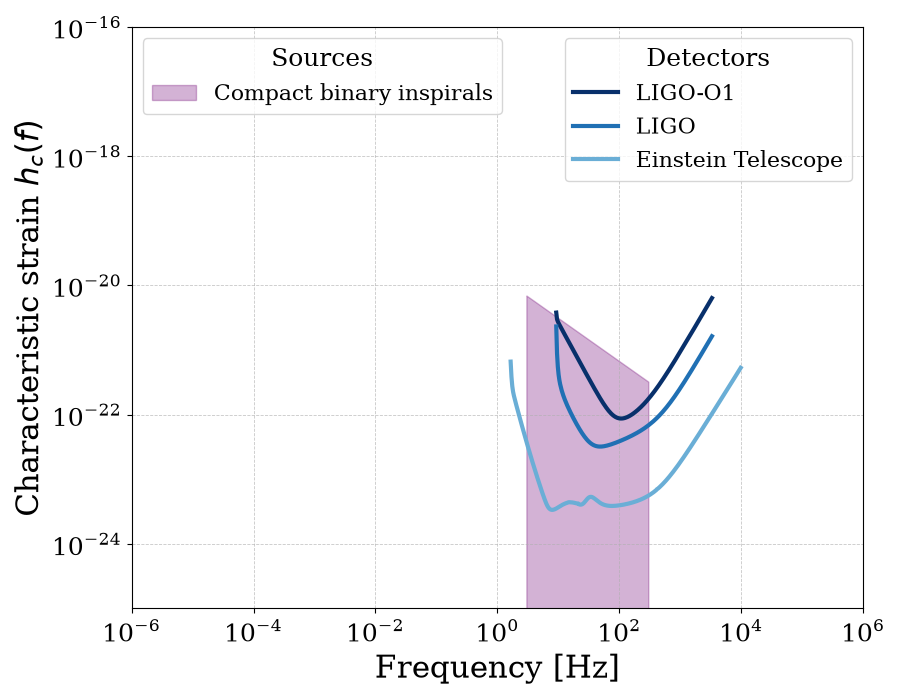 Sources
Compact binary inspirals
Detectors
LIGO-O1
LIGO
Einstein Telescope
Characteristic strain $h_c(f)$
$10^{-16}$
$10^{-18}$
$10^{-20}$
$10^{-22}$
$10^{-24}$
$10^{-6}$ $10^{-4}$ $10^{-2}$ $10^{0}$ $10^{2}$ $10^{4}$ $10^{6}$
Frequency [Hz]